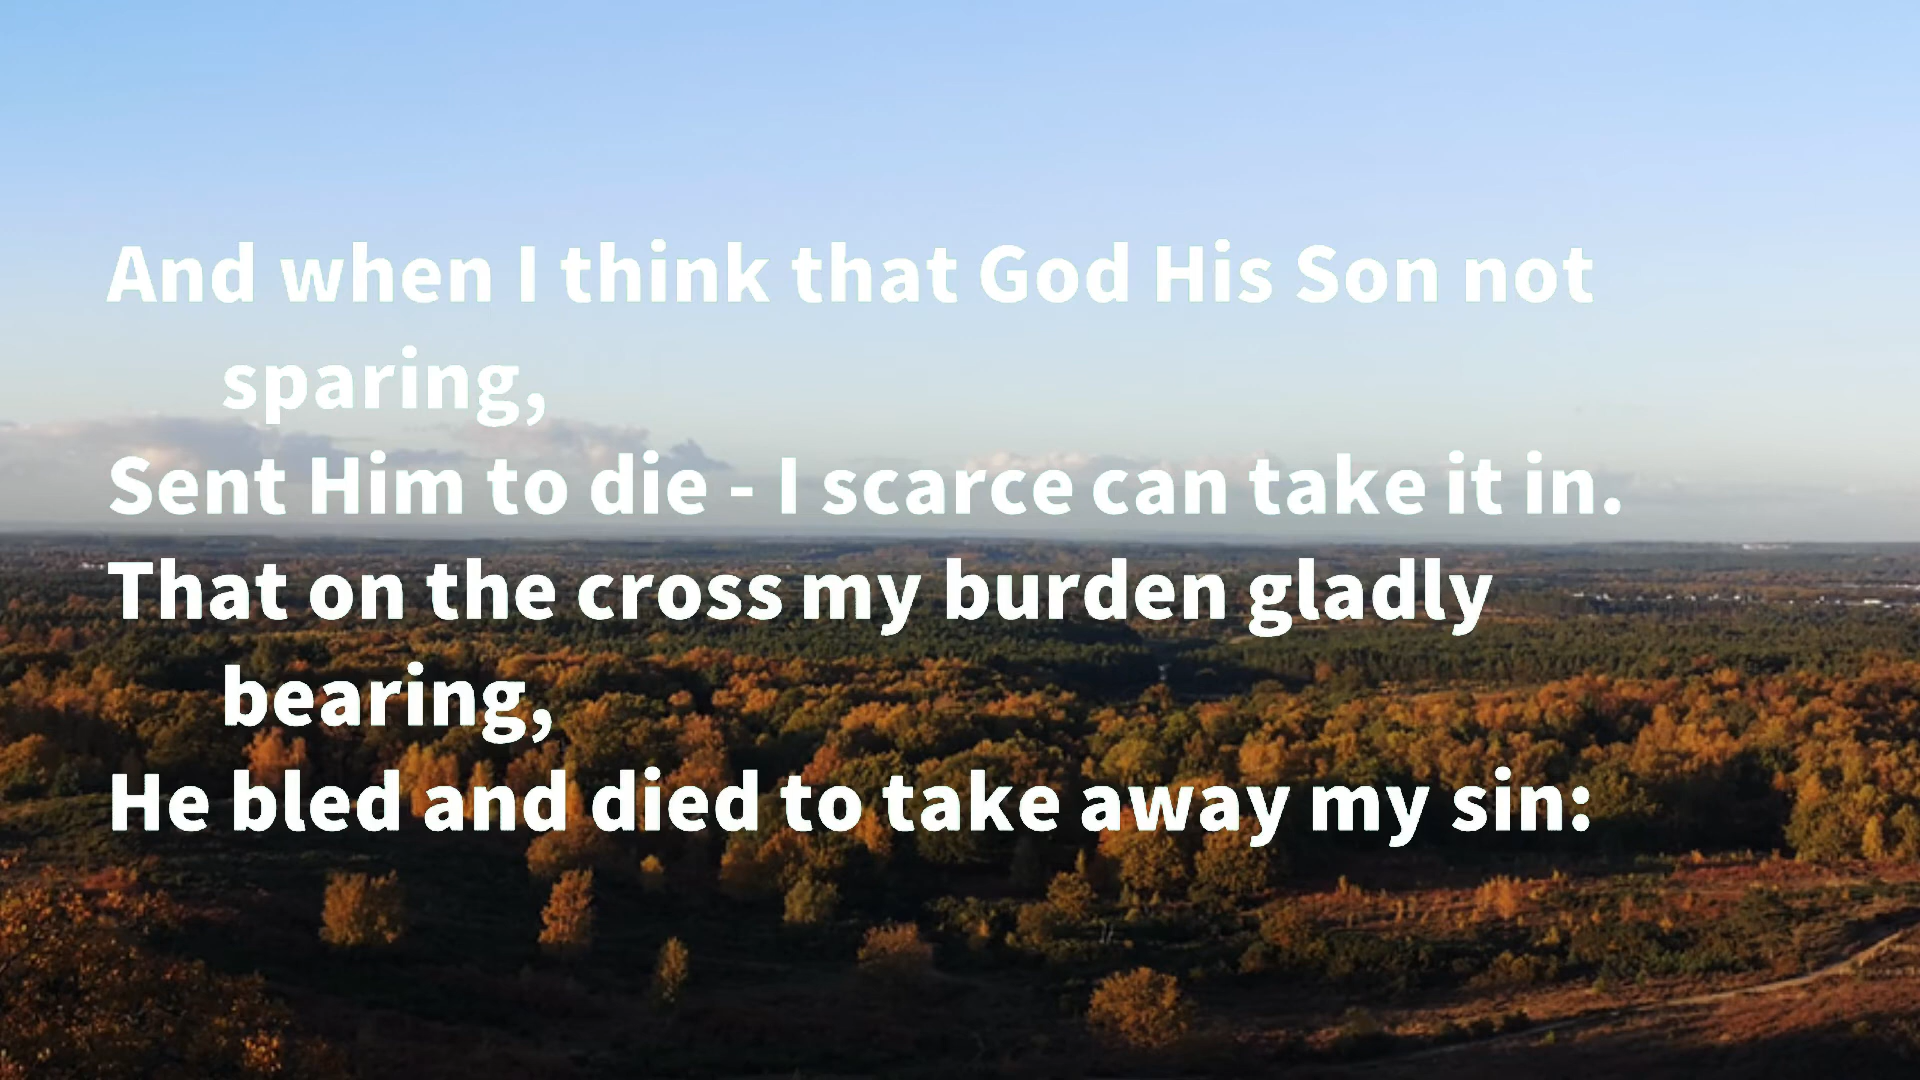 And when I think that God His Son not
sparing,
Sent Him to die - I scarce can take it in.
That on the cross my burden gladly
bearing,
He bled and died to take away my sin: